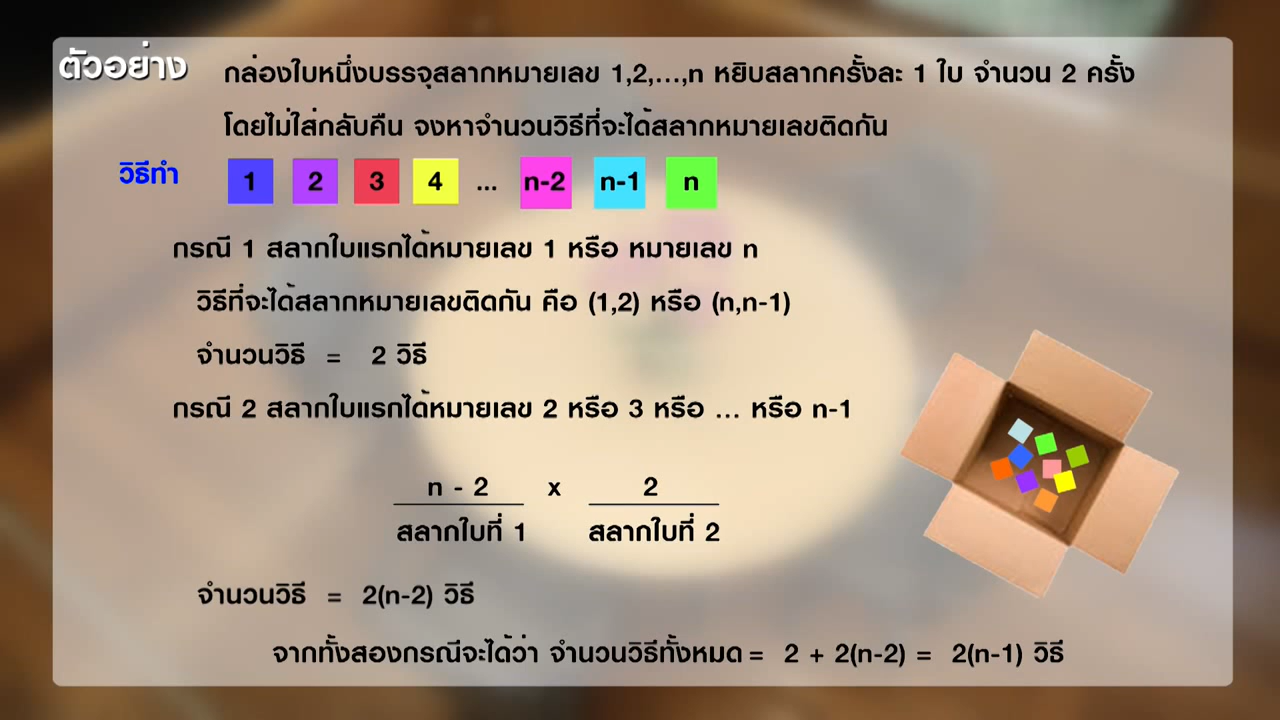 ตัวอย่าง
กล่องใบหนึ่งบรรจุสลากหมายเลข 1,2,...,n หยิบสลากครั้งละ 1 ใบ จำนวน 2 ครั้ง
โดยไม่ใส่กลับคืน จงหาจำนวนวิธีที่จะได้สลากหมายเลขติดกัน
วิธีทำ
1 2 3 4 ... n-2 n-1 n
กรณี 1 สลากใบแรกได้หมายเลข 1 หรือ หมายเลข n
วิธีที่จะได้สลากหมายเลขติดกัน คือ (1,2) หรือ (n,n-1)
จำนวนวิธี = 2 วิธี
กรณี 2 สลากใบแรกได้หมายเลข 2 หรือ 3 หรือ ... หรือ n-1
n - 2 x 2
สลากใบที่ 1 สลากใบที่ 2
จำนวนวิธี = 2(n-2) วิธี
จากทั้งสองกรณีจะได้ว่า จำนวนวิธีทั้งหมด = 2 + 2(n-2) = 2(n-1) วิธี